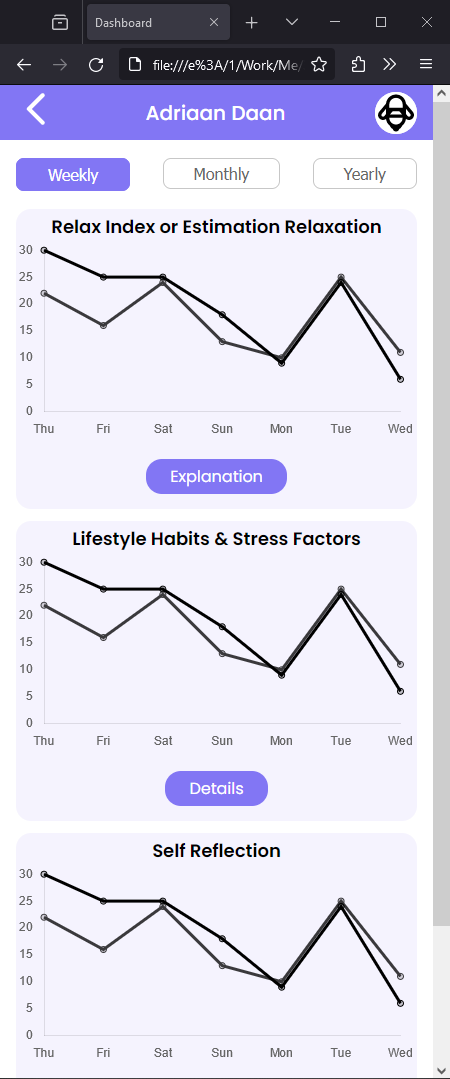 Dashboard
file:///e%3A/1/Work/Me/
Adriaan Daan
Weekly Monthly Yearly
Relax Index or Estimation Relaxation
30
25
20
15
10
5
0
Thu Fri Sat Sun Mon Tue Wed
Explanation
Lifestyle Habits & Stress Factors
30
25
20
15
10
5
0
Thu Fri Sat Sun Mon Tue Wed
Details
Self Reflection
30
25
20
15
10
5
0
Thu Fri Sat Sun Mon Tue Wed